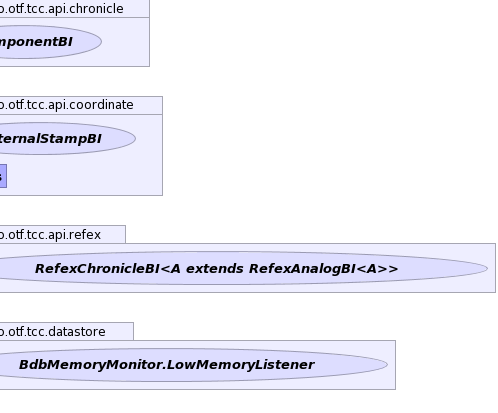 o.otf.tcc.api.chronicle
mponentBI
o.otf.tcc.api.coordinate
ternalStampBI
s
o.otf.tcc.api.refex
RefexChronicleBI<A extends RefexAnalogBI<A>>
o.otf.tcc.datastore
BdbMemoryMonitor.LowMemoryListener